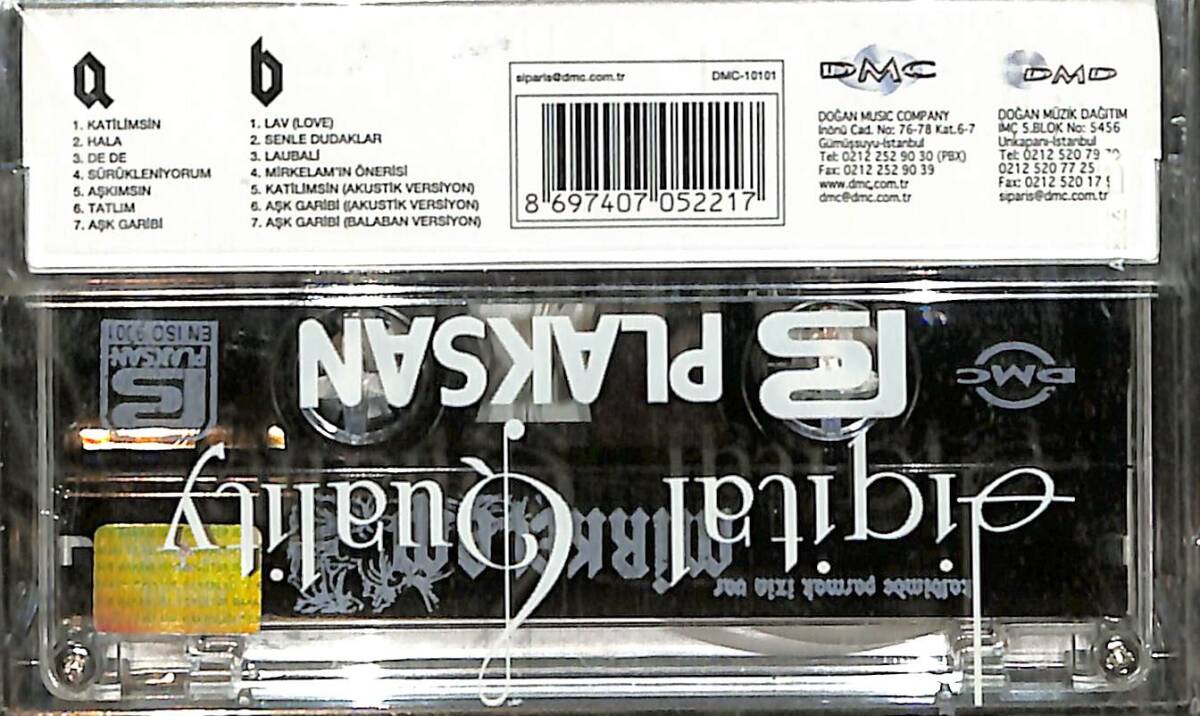 a
1. KATİLİMSİN
2. HALA
3. DE DE
4. SÜRÜKLENİYORUM
5. AŞKIMSIN
6. TATLIM
7. AŞK GARİBİ
b
1. LAV (LOVE)
2. SENLE DUDAKLAR
3. LAUBALİ
4. MİRKELAM'IN ÖNERİSİ
5. KATİLİMSİN (AKUSTİK VERSİYON)
6. AŞK GARİBİ ((AKUSTİK VERSİYON)
7. AŞK GARİBİ (BALABAN VERSİYON)
siparis@dmc.com.tr DMC-10101
8 697407 052217
DMC
DOĞAN MUSIC COMPANY
İnönü Cad. No: 76-78 Kat.6-7
Gümüşsuyu-İstanbul
Tel: 0212 252 90 30 (PBX)
Fax: 0212 252 90 39
www.dmc.com.tr
dmc@dmc.com.tr
DMD
DOĞAN MÜZİK DAĞITIM
İMÇ 5.BLOK No: 5456
Unkapanı-İstanbul
Tel: 0212 520 79
0212 520 77 25
Fax: 0212 520 17
siparis@dmc.com.tr
DMC
PLAKSAN
PLAKSAN
EN ISO 9001
Digital Quality
MİRKELAM
kalbimde parmak izin var